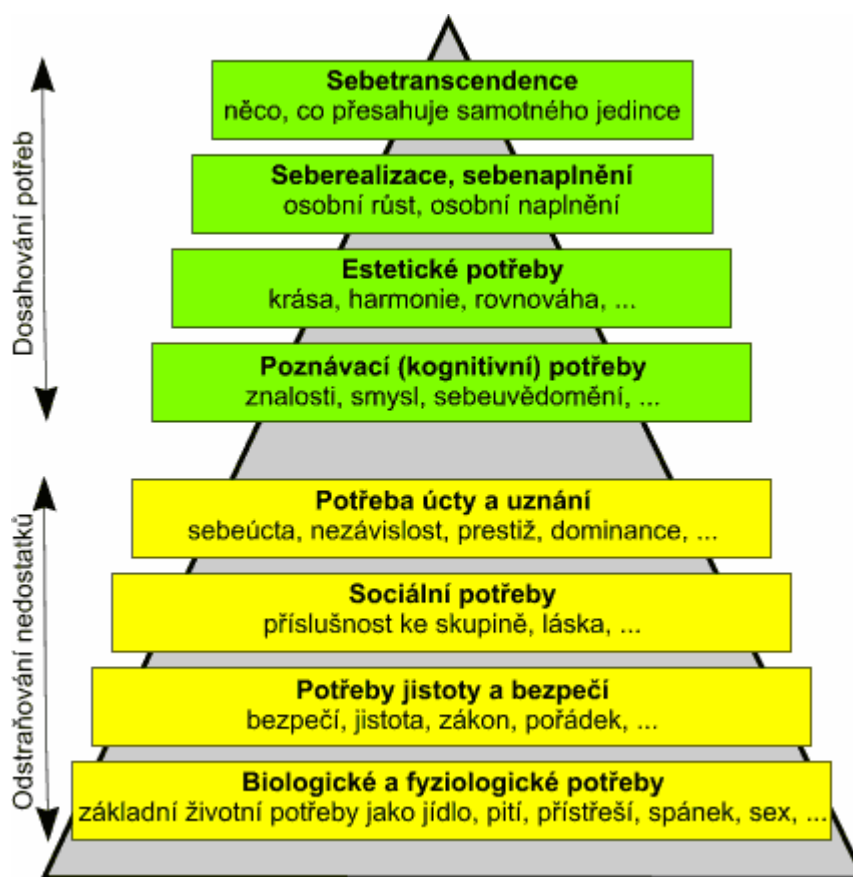 Dosahování potřeb
Sebetranscendence
něco, co přesahuje samotného jedince
Seberealizace, sebenaplnění
osobní růst, osobní naplnění
Estetické potřeby
krása, harmonie, rovnováha, ...
Poznávací (kognitivní) potřeby
znalosti, smysl, sebeuvědomění, ...
Odstraňování nedostatků
Potřeba úcty a uznání
sebeúcta, nezávislost, prestiž, dominance, ...
Sociální potřeby
příslušnost ke skupině, láska, ...
Potřeby jistoty a bezpečí
bezpečí, jistota, zákon, pořádek, ...
Biologické a fyziologické potřeby
základní životní potřeby jako jídlo, pití, přístřeší, spánek, sex, ...